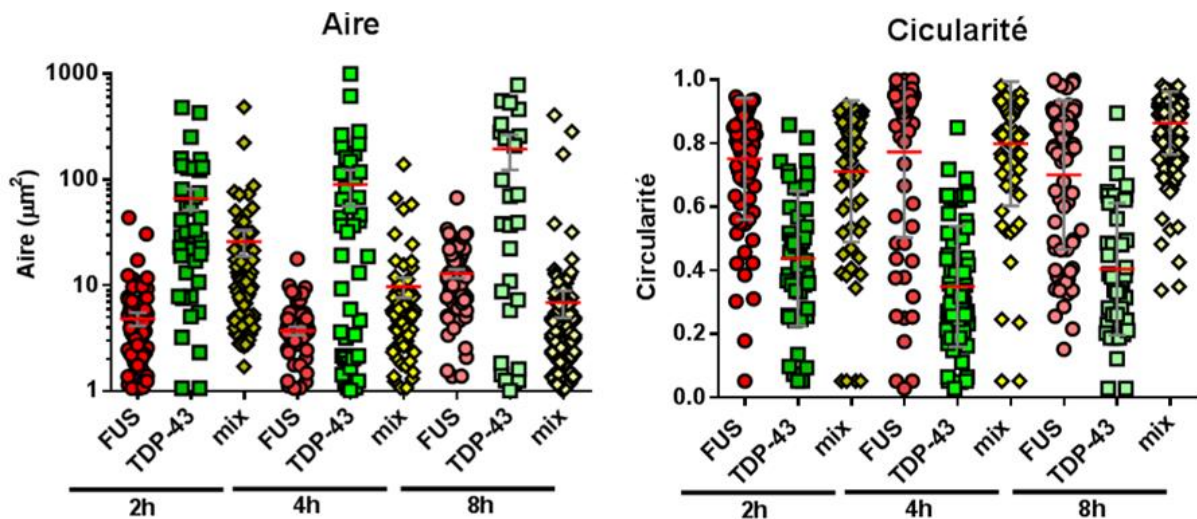 Aire
Aire (µm²)
1000
100
10
1
FUS
TDP-43
mix
FUS
TDP-43
mix
FUS
TDP-43
mix
2h
4h
8h
Cicularité
Circularité
1.0
0.8
0.6
0.4
0.2
0.0
FUS
TDP-43
mix
FUS
TDP-43
mix
FUS
TDP-43
mix
2h
4h
8h